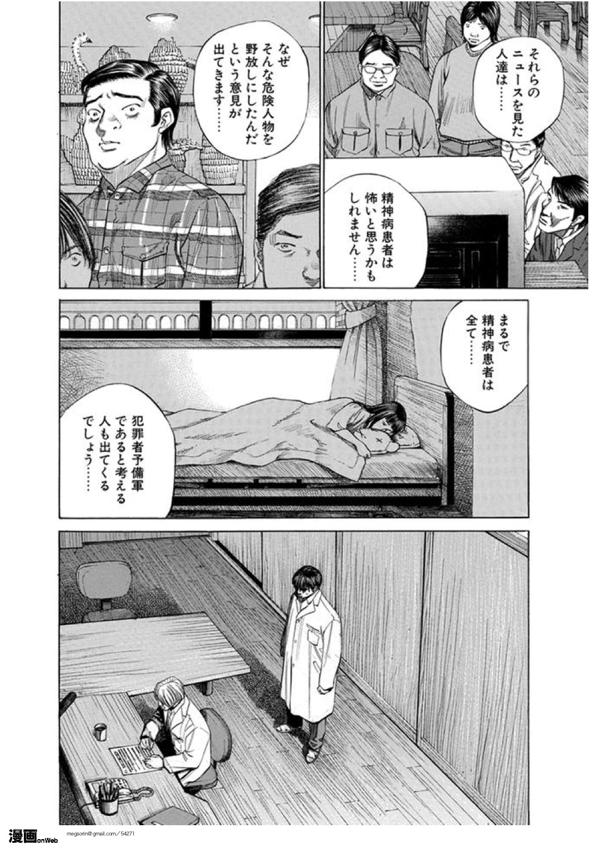 それらの
ニュースを見た
人達は……
精神病患者は
怖いと思うかも
しれません……
なぜ
そんな危険人物を
野放しにしたんだ
という意見が
出てきます……
まるで
精神病患者は
全て……
犯罪者予備軍
であると考える
人も出てくる
でしょう……
漫画onWeb
megaorin@gmail.com/54271